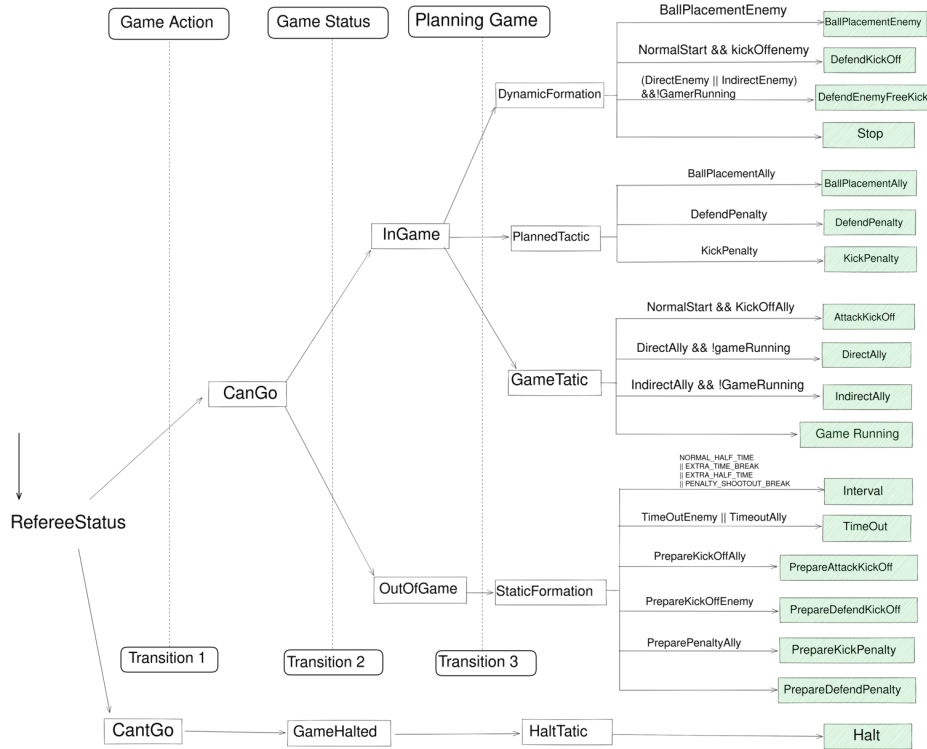 Game Action
Game Status
Planning Game
BallPlacementEnemy
BallPlacementEnemy
NormalStart && kickOffenemy
DefendKickOff
DynamicFormation
(DirectEnemy || IndirectEnemy)
&&!GamerRunning
DefendEnemyFreeKick
Stop
BallPlacementAlly
BallPlacementAlly
InGame
PlannedTactic
DefendPenalty
DefendPenalty
KickPenalty
KickPenalty
NormalStart && KickOffAlly
AttackKickOff
DirectAlly && !gameRunning
DirectAlly
GameTatic
CanGo
IndirectAlly && !GameRunning
IndirectAlly
Game Running
NORMAL_HALF_TIME
|| EXTRA_TIME_BREAK
|| EXTRA_HALF_TIME
|| PENALTY_SHOOTOUT_BREAK
Interval
RefereeStatus
TimeOutEnemy || TimeoutAlly
TimeOut
PrepareKickOffAlly
PrepareAttackKickOff
OutOfGame
StaticFormation
PrepareKickOffEnemy
PrepareDefendKickOff
PreparePenaltyAlly
PrepareKickPenalty
Transition 1
Transition 2
Transition 3
PrepareDefendPenalty
CantGo
GameHalted
HaltTatic
Halt